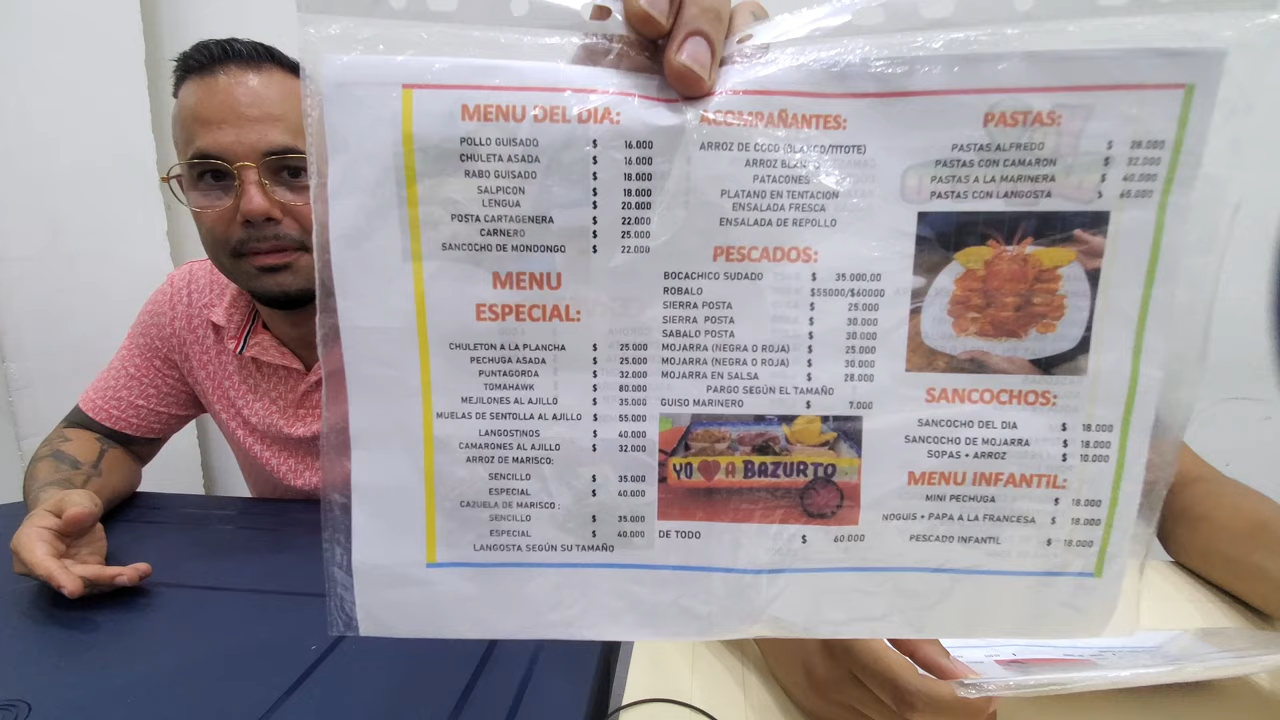 MENU DEL DIA:
POLLO GUISADO $ 16.000
CHULETA ASADA $ 16.000
RABO GUISADO $ 18.000
SALPICON $ 18.000
LENGUA $ 20.000
POSTA CARTAGENERA $ 22.000
CARNERO $ 25.000
SANCOCHO DE MONDONGO $ 22.000
MENU
ESPECIAL:
CHULETON A LA PLANCHA $ 25.000
PECHUGA ASADA $ 25.000
PUNTAGORDA $ 32.000
TOMAHAWK $ 80.000
MEJILONES AL AJILLO $ 35.000
MUELAS DE SENTOLLA AL AJILLO $ 55.000
LANGOSTINOS $ 40.000
CAMARONES AL AJILLO $ 32.000
ARROZ DE MARISCO:
SENCILLO $ 35.000
ESPECIAL $ 40.000
CAZUELA DE MARISCO :
SENCILLO $ 35.000
ESPECIAL $ 40.000
LANGOSTA SEGÚN SU TAMAÑO
ACOMPAÑANTES:
ARROZ DE COCO (BLANCO/TITOTE)
ARROZ BLANCO
PATACONES
PLATANO EN TENTACION
ENSALADA FRESCA
ENSALADA DE REPOLLO
PESCADOS:
BOCACHICO SUDADO $ 35.000,00
ROBALO $55000/$60000
SIERRA POSTA $ 25.000
SIERRA POSTA $ 30.000
SABALO POSTA $ 30.000
MOJARRA (NEGRA O ROJA) $ 25.000
MOJARRA (NEGRA O ROJA) $ 30.000
MOJARRA EN SALSA $ 28.000
PARGO SEGÚN EL TAMAÑO
GUISO MARINERO $ 7.000
YO A BAZURTO
DE TODO $ 60.000
PASTAS:
PASTAS ALFREDO $ 28.000
PASTAS CON CAMARON $ 32.000
PASTAS A LA MARINERA $ 40.000
PASTAS CON LANGOSTA $ 65.000
SANCOCHOS:
SANCOCHO DEL DIA $ 18.000
SANCOCHO DE MOJARRA $ 18.000
SOPAS + ARROZ $ 10.000
MENU INFANTIL:
MINI PECHUGA $ 18.000
NOGUIS + PAPA A LA FRANCESA $ 18.000
PESCADO INFANTIL $ 18.000